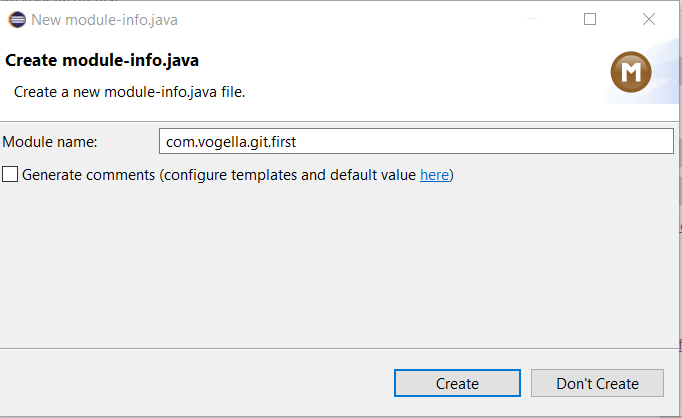 New module-info.java
Create module-info.java
Create a new module-info.java file.
M
Module name: com.vogella.git.first
Generate comments (configure templates and default value here)
Create Don't Create